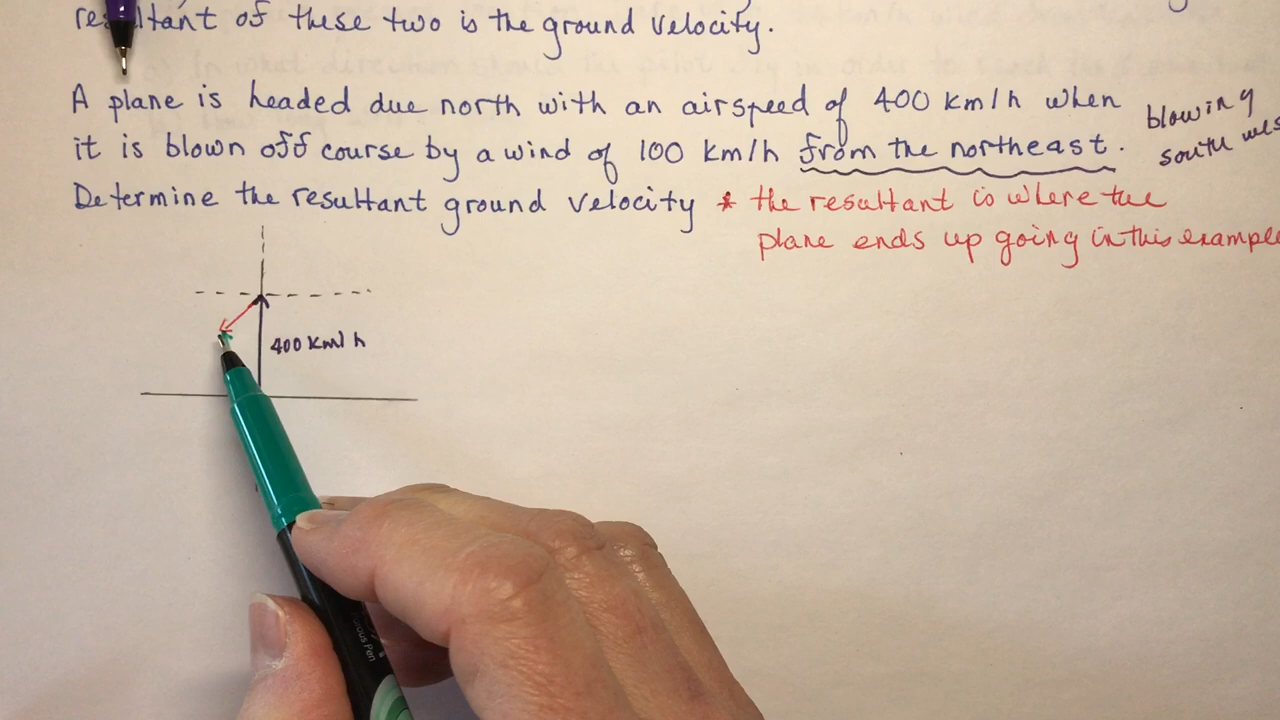 resultant of these two is the ground velocity.
A plane is headed due north with an airspeed of 400 km/h when
it is blown off course by a wind of 100 km/h from the northeast.
blowing
south
Determine the resultant ground velocity * the resultant is where the
plane ends up going in this example
400 km/h
Porous Pen